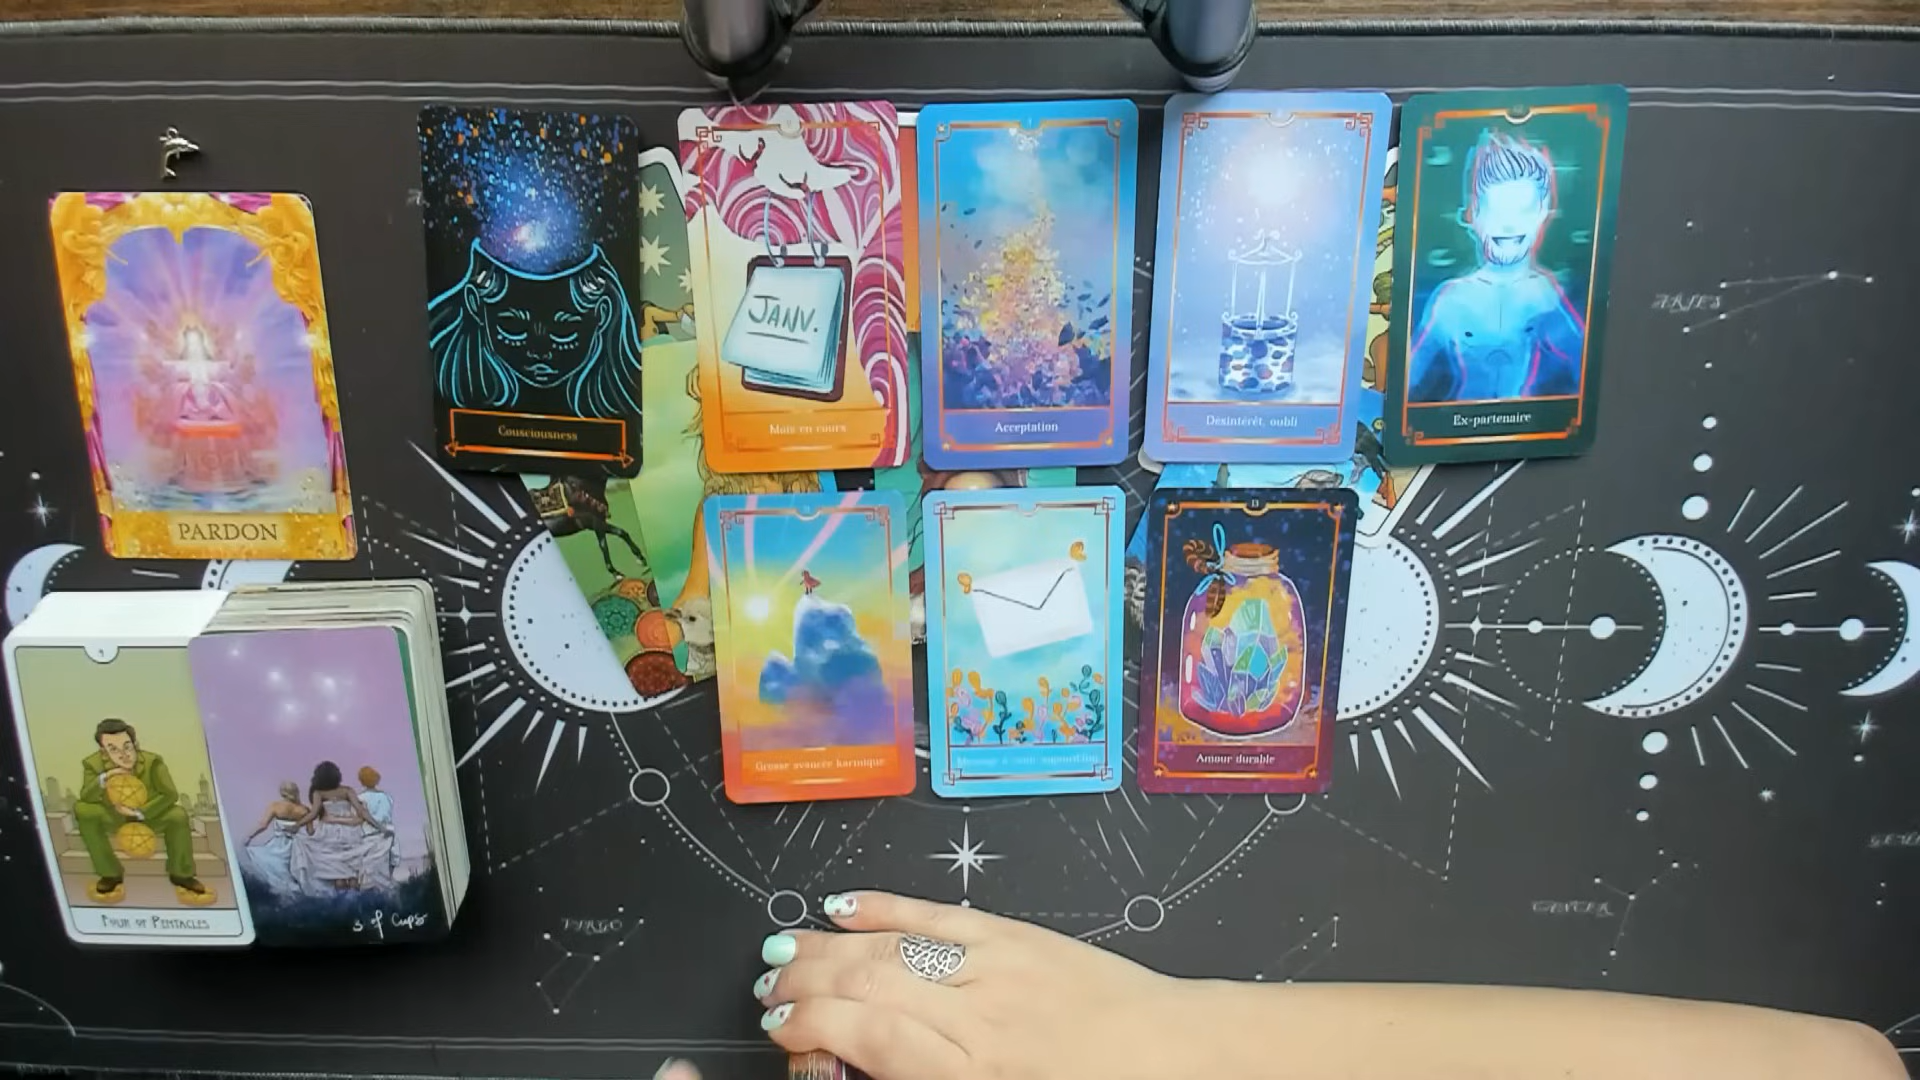 PARDON
Consciousness
JANV.
Mois en cours
Acceptation
Désintérêt, oubli
Ex-partenaire
ARIES
Grosse avancée karmique
13
Amour durable
FOUR OF PENTACLES
3 of Cups
VIRGO
CANCER